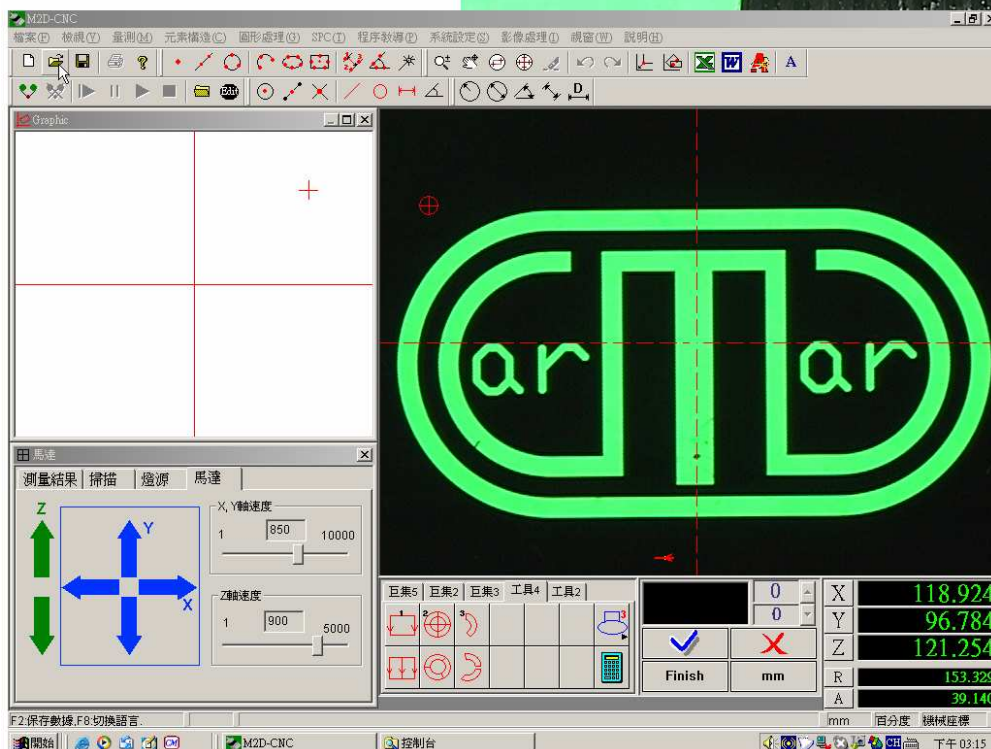 M2D-CNC
檔案(F) 檢視(V) 量測(M) 元素構造(C) 圖形處理(G) SPC(T) 程序教導(P) 系統設定(S) 影像處理(I) 視窗(W) 說明(H)
Edit W A D
Graphic
ar ar
馬達
測量結果 掃描 燈源 馬達
Z Y X
X, Y軸速度
1 850 10000
Z軸速度
1 900 5000
巨集5 巨集2 巨集3 工具4 工具2
1 2 3 3
0
0
Finish mm
X 118.924
Y 96.784
Z 121.254
R 153.329
A 39.140
F2:保存數據,F8:切換語言.
mm 百分度 機械座標
開始 M2D-CNC 控制台 CH 下午 03:15